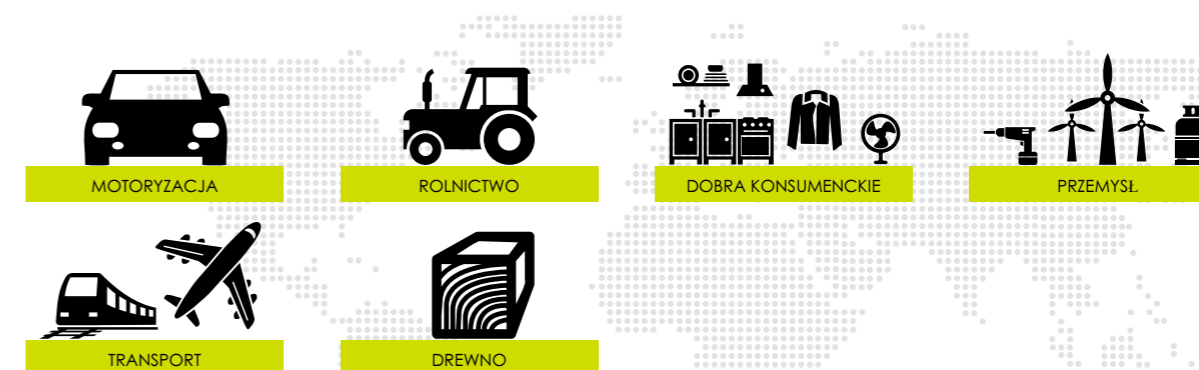 MOTORYZACJA
ROLNICTWO
DOBRA KONSUMENCKIE
PRZEMYSŁ
TRANSPORT
DREWNO